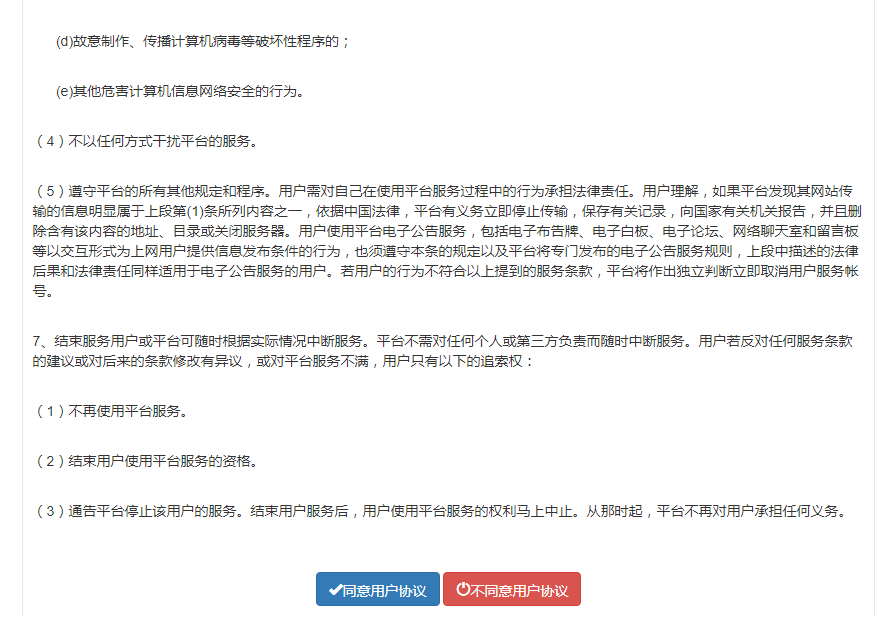 (d)故意制作、传播计算机病毒等破坏性程序的；
(e)其他危害计算机信息网络安全的行为。
（4）不以任何方式干扰平台的服务。
（5）遵守平台的所有其他规定和程序。用户需对自己在使用平台服务过程中的行为承担法律责任。用户理解，如果平台发现其网站传
输的信息明显属于上段第(1)条所列内容之一，依据中国法律，平台有义务立即停止传输，保存有关记录，向国家有关机关报告，并且删
除含有该内容的地址、目录或关闭服务器。用户使用平台电子公告服务，包括电子布告牌、电子白板、电子论坛、网络聊天室和留言板
等以交互形式为上网用户提供信息发布条件的行为，也须遵守本条的规定以及平台将专门发布的电子公告服务规则，上段中描述的法律
后果和法律责任同样适用于电子公告服务的用户。若用户的行为不符合以上提到的服务条款，平台将作出独立判断立即取消用户服务帐
号。
7、结束服务用户或平台可随时根据实际情况中断服务。平台不需对任何个人或第三方负责而随时中断服务。用户若反对任何服务条款
的建议或对后来的条款修改有异议，或对平台服务不满，用户只有以下的追索权：
（1）不再使用平台服务。
（2）结束用户使用平台服务的资格。
（3）通告平台停止该用户的服务。结束用户服务后，用户使用平台服务的权利马上中止。从那时起，平台不再对用户承担任何义务。
同意用户协议 不同意用户协议